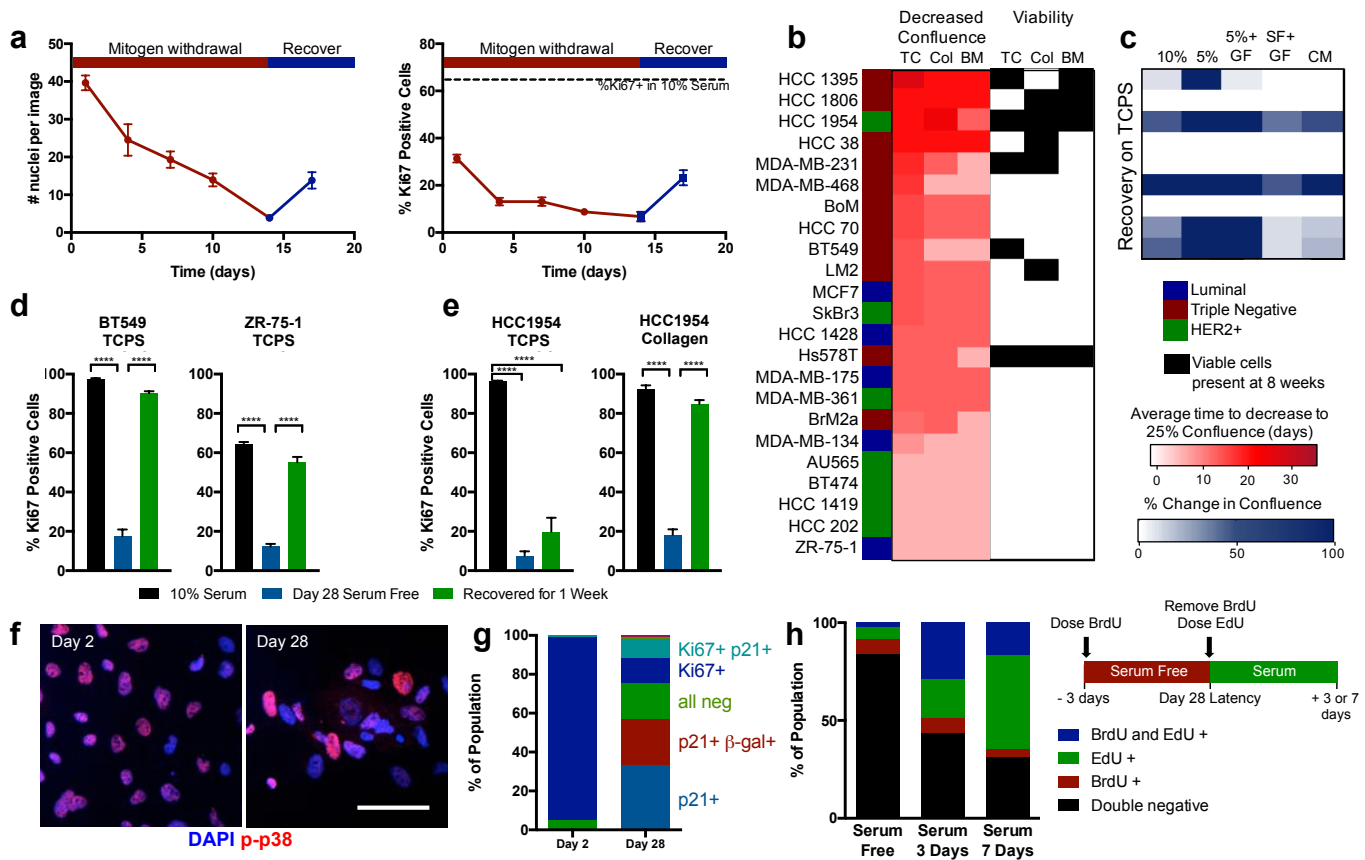 a
Mitogen withdrawal
Recover
50
40
30
20
10
0
# nuclei per image
0
5
10
15
20
Time (days)
Mitogen withdrawal
Recover
80
60
40
20
0
% Ki67 Positive Cells
%Ki67+ in 10% Serum
0
5
10
15
20
Time (days)
b
Decreased
Confluence
Viability
TC Col BM TC Col BM
HCC 1395
HCC 1806
HCC 1954
HCC 38
MDA-MB-231
MDA-MB-468
BoM
HCC 70
BT549
LM2
MCF7
SkBr3
HCC 1428
Hs578T
MDA-MB-175
MDA-MB-361
BrM2a
MDA-MB-134
AU565
BT474
HCC 1419
HCC 202
ZR-75-1
c
10% 5% 5%+ GF SF+ GF CM
Recovery on TCPS
Luminal
Triple Negative
HER2+
Viable cells
present at 8 weeks
Average time to decrease to
25% Confluence (days)
0 10 20 30
% Change in Confluence
0 50 100
d
BT549
TCPS
**** ****
% Ki67 Positive Cells
100
80
60
40
20
0
ZR-75-1
TCPS
**** ****
100
80
60
40
20
0
e
HCC1954
TCPS
****
****
% Ki67 Positive Cells
100
80
60
40
20
0
HCC1954
Collagen
**** ****
100
80
60
40
20
0
10% Serum
Day 28 Serum Free
Recovered for 1 Week
f
Day 2
Day 28
DAPI p-p38
g
% of Population
100
80
60
40
20
0
Day 2
Day 28
Ki67+ p21+
Ki67+
all neg
p21+ β-gal+
p21+
h
% of Population
100
50
0
Serum
Free
Serum
3 Days
Serum
7 Days
Dose BrdU
Remove BrdU
Dose EdU
Serum Free
Serum
- 3 days
Day 28 Latency
+ 3 or 7
days
BrdU and EdU +
EdU +
BrdU +
Double negative